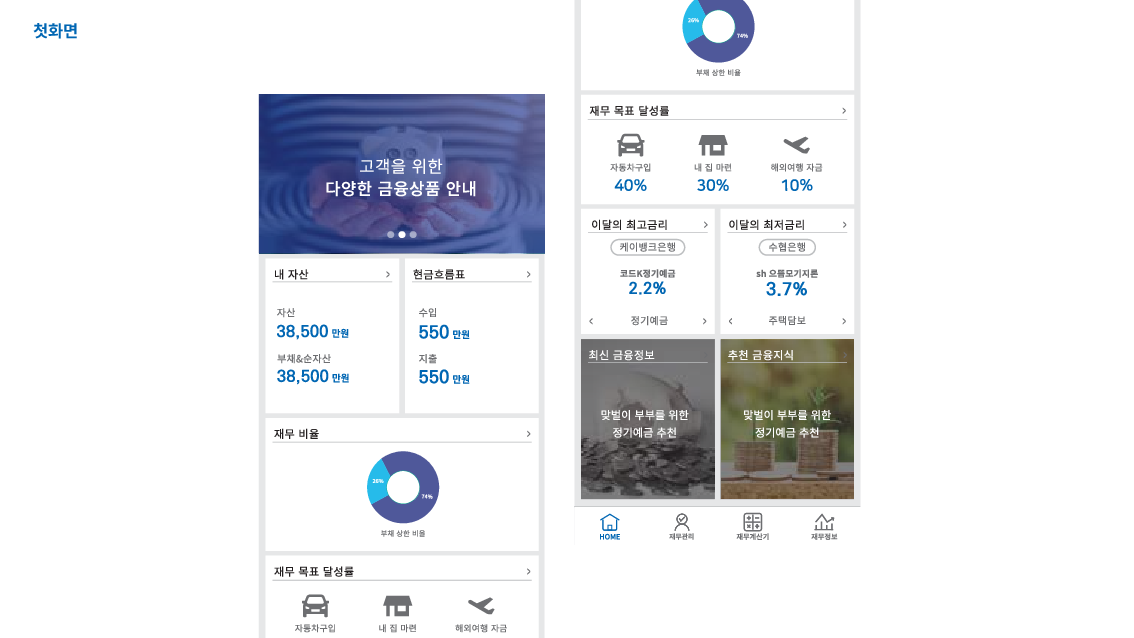 첫화면
고객을 위한
다양한 금융상품 안내
내 자산
현금흐름표
자산
38,500 만원
부채&순자산
38,500 만원
수입
550 만원
지출
550 만원
재무 비율
26%
74%
부채 상한 비율
재무 목표 달성률
자동차구입
내 집 마련
해외여행 자금
26%
74%
부채 상한 비율
재무 목표 달성률
자동차구입
내 집 마련
해외여행 자금
40%
30%
10%
이달의 최고금리
케이뱅크은행
코드K정기예금
2.2%
정기예금
이달의 최저금리
수협은행
sh 으뜸모기지론
3.7%
주택담보
최신 금융정보
맞벌이 부부를 위한
정기예금 추천
추천 금융지식
맞벌이 부부를 위한
정기예금 추천
HOME
재무관리
재무계산기
재무정보